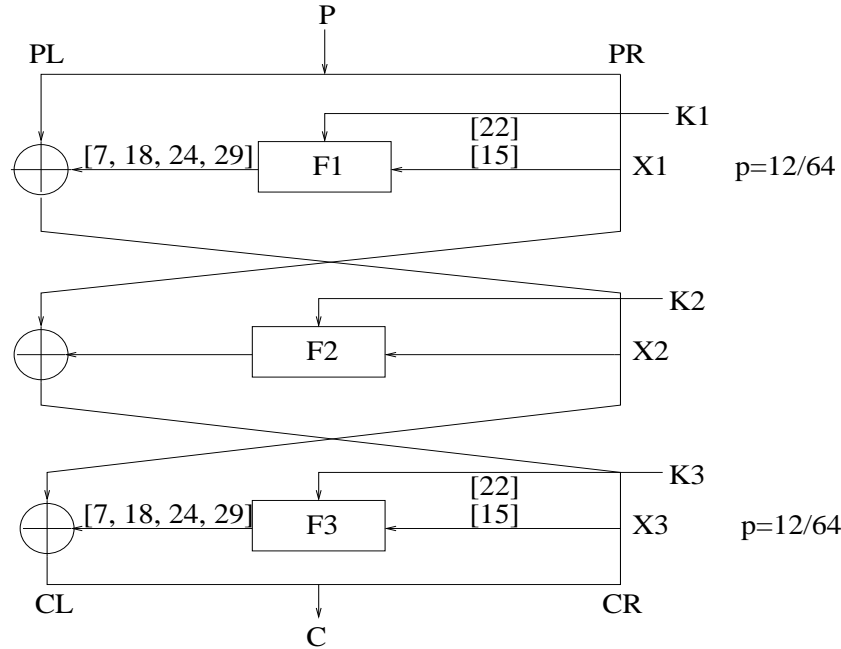 P
PL
PR
K1
[22]
[7, 18, 24, 29]
F1
[15]
X1
p=12/64
K2
F2
X2
K3
[22]
[7, 18, 24, 29]
F3
[15]
X3
p=12/64
CL
CR
C